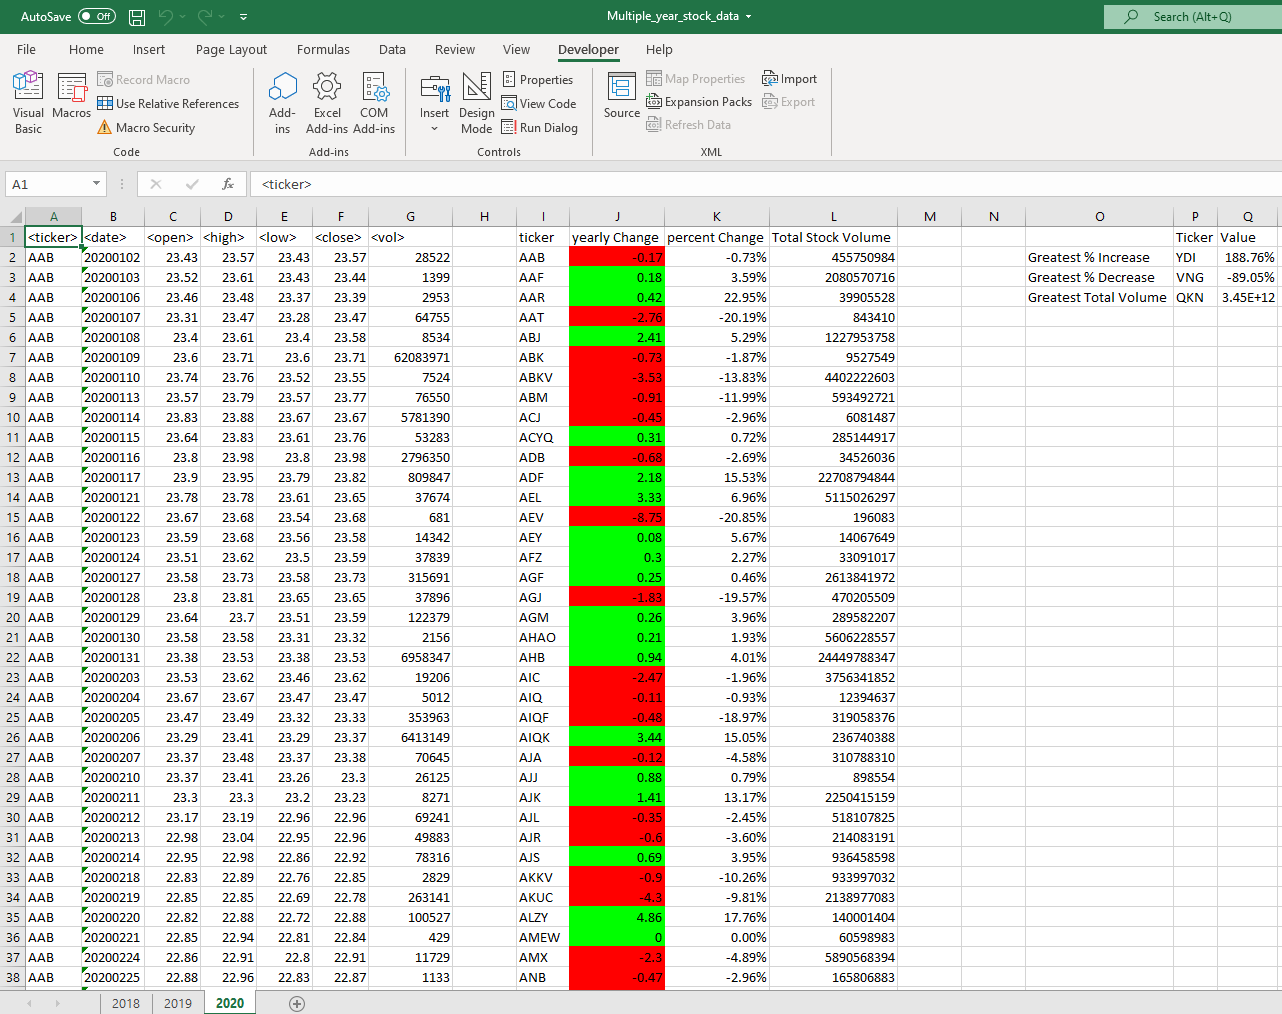 AutoSave Off Multiple_year_stock_data Search (Alt+Q)
File Home Insert Page Layout Formulas Data Review View Developer Help
Visual Basic Macros Record Macro Use Relative References Macro Security
Add-ins Excel Add-ins COM Add-ins
Insert Design Mode Properties View Code Run Dialog
Source Map Properties Expansion Packs Refresh Data Import Export
Code Add-ins Controls XML
A1 fx <ticker>
A B C D E F G H I J K L M N O P Q
1 <ticker> <date> <open> <high> <low> <close> <vol> ticker yearly Change percent Change Total Stock Volume Ticker Value
2 AAB 20200102 23.43 23.57 23.43 23.57 28522 AAB -0.17 -0.73% 455750984 Greatest % Increase YDI 188.76%
3 AAB 20200103 23.52 23.61 23.43 23.44 1399 AAF 0.18 3.59% 2080570716 Greatest % Decrease VNG -89.05%
4 AAB 20200106 23.46 23.48 23.37 23.39 2953 AAR 0.42 22.95% 39905528 Greatest Total Volume QKN 3.45E+12
5 AAB 20200107 23.31 23.47 23.28 23.47 64755 AAT -2.76 -20.19% 843410
6 AAB 20200108 23.4 23.61 23.4 23.58 8534 ABJ 2.41 5.29% 1227953758
7 AAB 20200109 23.6 23.71 23.6 23.71 62083971 ABK -0.73 -1.87% 9527549
8 AAB 20200110 23.74 23.76 23.52 23.55 7524 ABKV -3.53 -13.83% 4402222603
9 AAB 20200113 23.57 23.79 23.57 23.77 76550 ABM -0.91 -11.99% 593492721
10 AAB 20200114 23.83 23.88 23.67 23.67 5781390 ACJ -0.45 -2.96% 6081487
11 AAB 20200115 23.64 23.83 23.61 23.76 53283 ACYQ 0.31 0.72% 285144917
12 AAB 20200116 23.8 23.98 23.8 23.98 2796350 ADB -0.68 -2.69% 34526036
13 AAB 20200117 23.9 23.95 23.79 23.82 809847 ADF 2.18 15.53% 22708794844
14 AAB 20200121 23.78 23.78 23.61 23.65 37674 AEL 3.33 6.96% 5115026297
15 AAB 20200122 23.67 23.68 23.54 23.68 681 AEV -8.75 -20.85% 196083
16 AAB 20200123 23.59 23.68 23.56 23.58 14342 AEY 0.08 5.67% 14067649
17 AAB 20200124 23.51 23.62 23.5 23.59 37839 AFZ 0.3 2.27% 33091017
18 AAB 20200127 23.58 23.73 23.58 23.73 315691 AGF 0.25 0.46% 2613841972
19 AAB 20200128 23.8 23.81 23.65 23.65 37896 AGJ -1.83 -19.57% 470205509
20 AAB 20200129 23.64 23.7 23.51 23.59 122379 AGM 0.26 3.96% 289582207
21 AAB 20200130 23.58 23.58 23.31 23.32 2156 AHAO 0.21 1.93% 5606228557
22 AAB 20200131 23.38 23.53 23.38 23.53 6958347 AHB 0.94 4.01% 24449788347
23 AAB 20200203 23.53 23.62 23.46 23.62 19206 AIC -2.47 -1.96% 3756341852
24 AAB 20200204 23.67 23.67 23.47 23.47 5012 AIQ -0.11 -0.93% 12394637
25 AAB 20200205 23.47 23.49 23.32 23.33 353963 AIQF -0.48 -18.97% 319058376
26 AAB 20200206 23.29 23.41 23.29 23.37 6413149 AIQK 3.44 15.05% 236740388
27 AAB 20200207 23.37 23.48 23.37 23.38 70645 AJA -0.12 -4.58% 310788310
28 AAB 20200210 23.37 23.41 23.26 23.3 26125 AJJ 0.88 0.79% 898554
29 AAB 20200211 23.3 23.3 23.2 23.23 8271 AJK 1.41 13.17% 2250415159
30 AAB 20200212 23.17 23.19 22.96 22.96 69241 AJL -0.35 -2.45% 518107825
31 AAB 20200213 22.98 23.04 22.95 22.96 49883 AJR -0.6 -3.60% 214083191
32 AAB 20200214 22.95 22.98 22.86 22.92 78316 AJS 0.69 3.95% 936458598
33 AAB 20200218 22.83 22.89 22.76 22.85 2829 AKKV -0.9 -10.26% 933997032
34 AAB 20200219 22.85 22.85 22.69 22.78 263141 AKUC -4.3 -9.81% 2138977083
35 AAB 20200220 22.82 22.88 22.72 22.88 100527 ALZY 4.86 17.76% 140001404
36 AAB 20200221 22.85 22.94 22.81 22.84 429 AMEW 0 0.00% 60598983
37 AAB 20200224 22.86 22.91 22.8 22.91 11729 AMX -2.3 -4.89% 5890568394
38 AAB 20200225 22.88 22.96 22.83 22.87 1133 ANB -0.47 -2.96% 165806883
2018 2019 2020